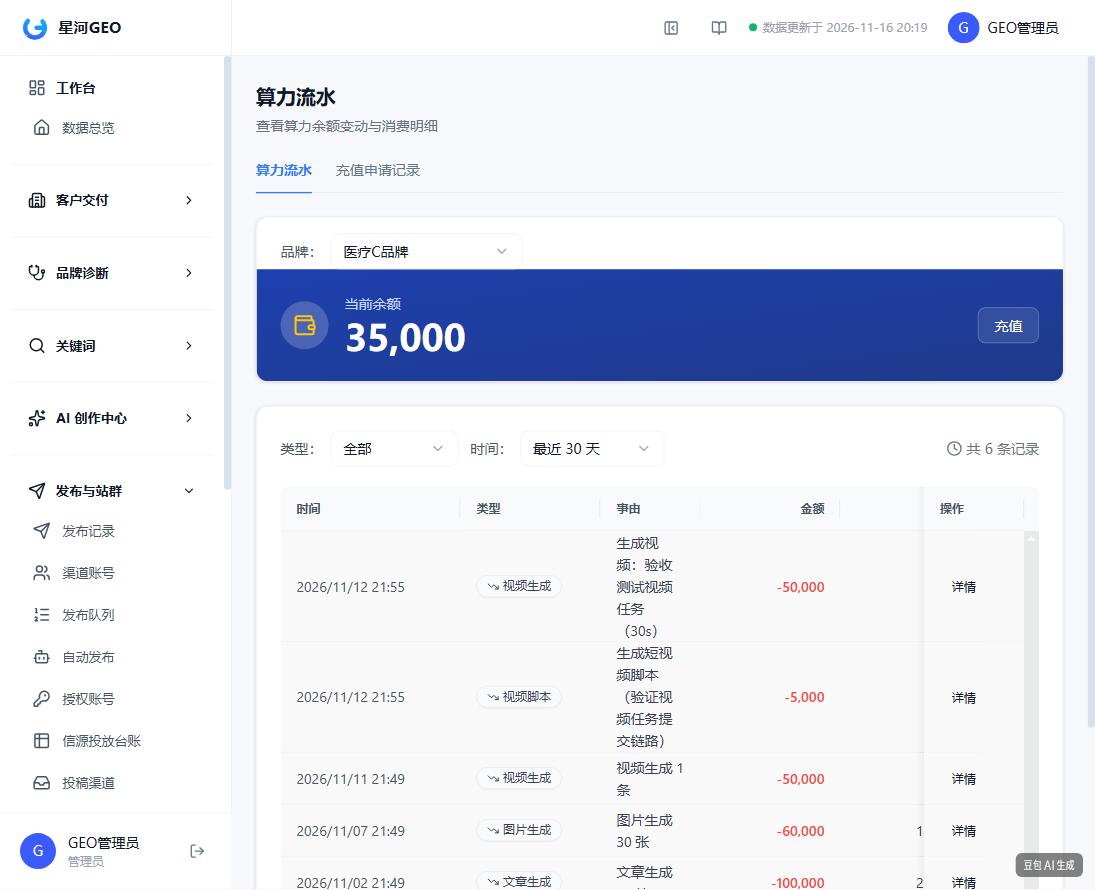 星河GEO
数据更新于 2026-11-16 20:19
G
GEO管理员
工作台
数据总览
客户交付
品牌诊断
关键词
AI 创作中心
发布与站群
发布记录
渠道账号
发布队列
自动发布
授权账号
信源投放台账
投稿渠道
G
GEO管理员
管理员
算力流水
查看算力余额变动与消费明细
算力流水
充值申请记录
品牌：
医疗C品牌
当前余额
35,000
充值
类型：
全部
时间：
最近 30 天
共 6 条记录
时间
类型
事由
金额
操作
2026/11/12 21:55
视频生成
生成视
频：验收
测试视频
任务
（30s）
-50,000
详情
2026/11/12 21:55
视频脚本
生成短视
频脚本
（验证视
频任务提
交链路）
-5,000
详情
2026/11/11 21:49
视频生成
视频生成 1
条
-50,000
详情
2026/11/07 21:49
图片生成
图片生成
30 张
-60,000
详情
2026/11/02 21:49
文章生成
文章生成
-100,000
2
详情
豆包 AI 生成